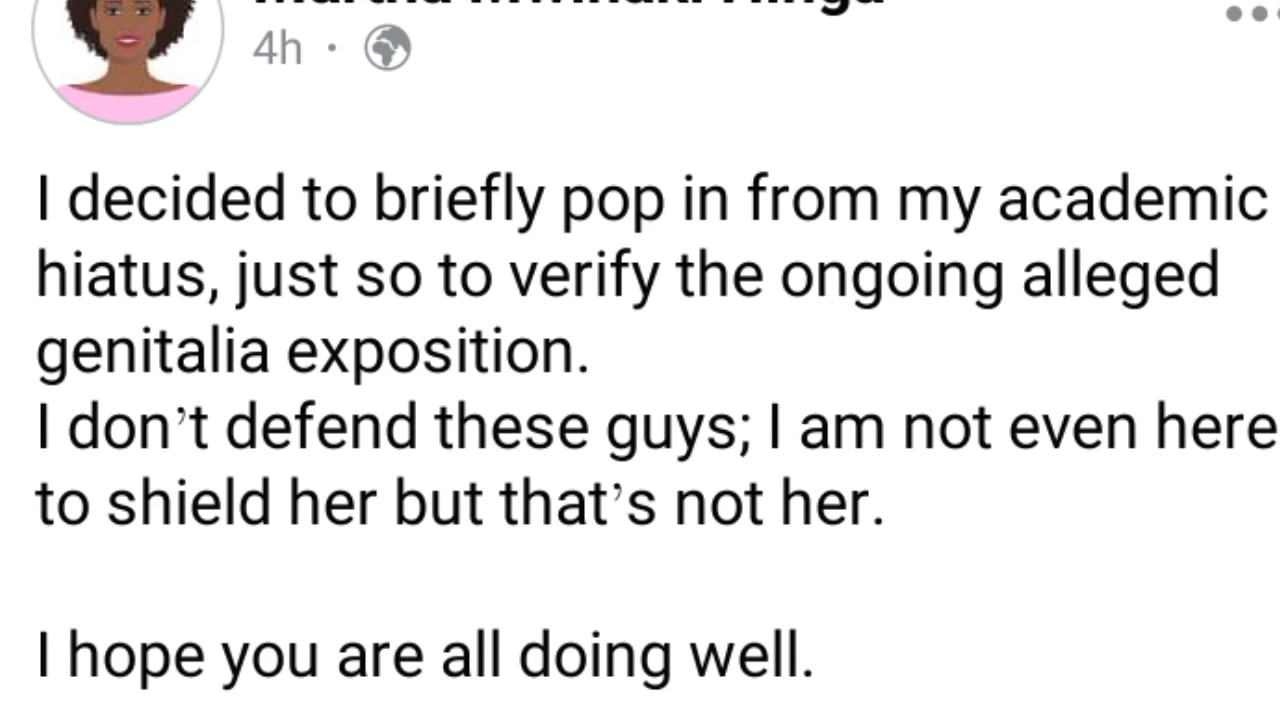 4h ·
I decided to briefly pop in from my academic
hiatus, just so to verify the ongoing alleged
genitalia exposition.
I don’t defend these guys; I am not even here
to shield her but that’s not her.
I hope you are all doing well.